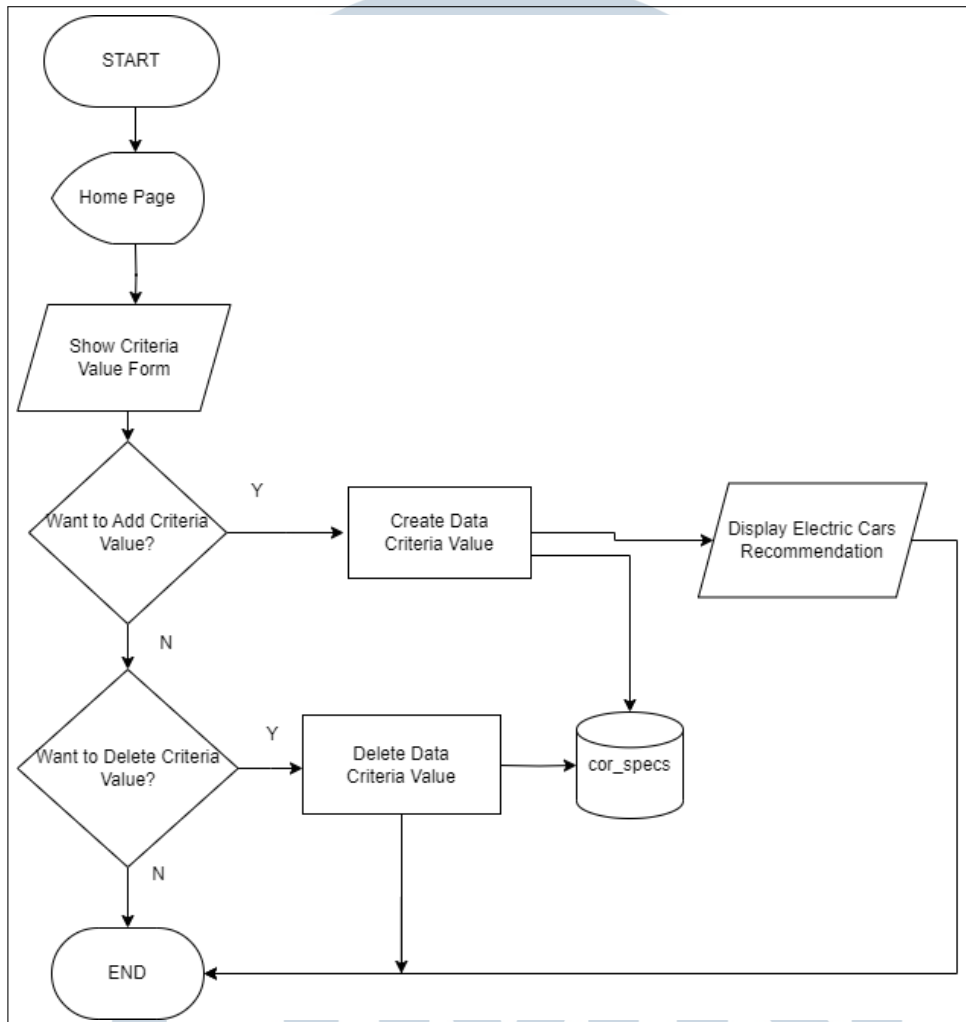 START
Home Page
Show Criteria
Value Form
Want to Add Criteria
Value?
Y
Create Data
Criteria Value
Display Electric Cars
Recommendation
N
Want to Delete Criteria
Value?
Y
Delete Data
Criteria Value
cor_specs
N
END